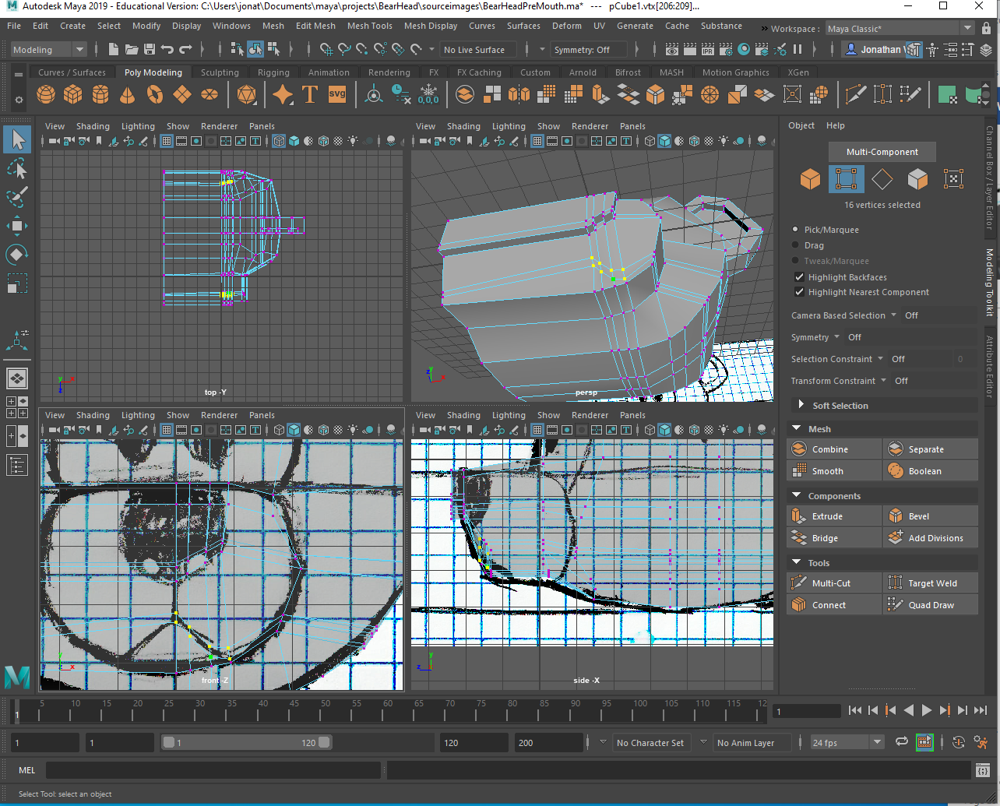 Autodesk Maya 2019 - Educational Version: C:\Users\jonat\Documents\maya\projects\BearHead\sourceimages\BearHeadPreMouth.ma* --- pCube1.vtx[206:209]...
File Edit Create Select Modify Display Windows Mesh Edit Mesh Mesh Tools Mesh Display Curves Surfaces Deform UV Generate Cache Substance » Workspace : Maya Classic*
Modeling No Live Surface Symmetry: Off Jonathan
Curves / Surfaces Poly Modeling Sculpting Rigging Animation Rendering FX FX Caching Custom Arnold Bifrost MASH Motion Graphics XGen
T svg 0,0,0
View Shading Lighting Show Renderer Panels
View Shading Lighting Show Renderer Panels
top -Y
persp
View Shading Lighting Show Renderer Panels
View Shading Lighting Show Renderer Panels
front -Z
side -X
Object Help
Multi-Component
16 vertices selected
Pick/Marquee
Drag
Tweak/Marquee
Highlight Backfaces
Highlight Nearest Component
Camera Based Selection Off
Symmetry Off
Selection Constraint Off 0
Transform Constraint Off
Soft Selection
Mesh
Combine Separate
Smooth Boolean
Components
Extrude Bevel
Bridge Add Divisions
Tools
Multi-Cut Target Weld
Connect Quad Draw
Channel Box / Layer Editor
Modeling Toolkit
Attribute Editor
5 10 15 20 25 30 35 40 45 50 55 60 65 70 75 80 85 90 95 100 105 110 115 12
1 1
1 1 1 120 120 200 No Character Set No Anim Layer 24 fps
MEL
Select Tool: select an object